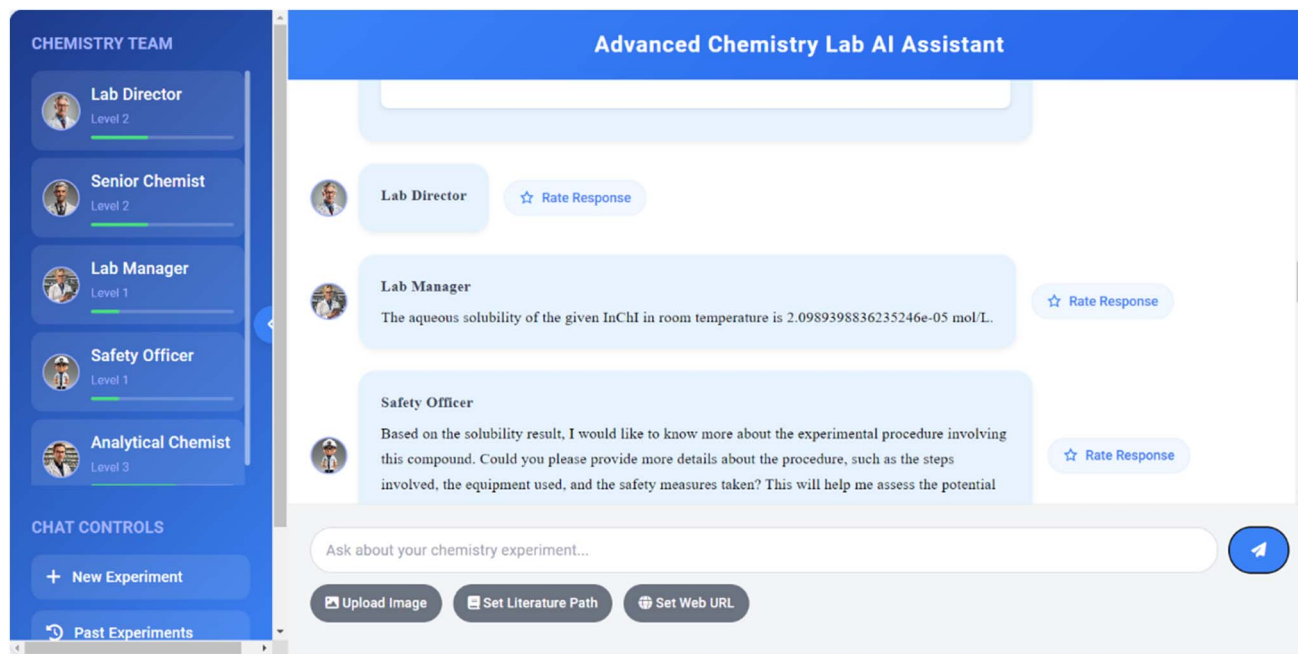 CHEMISTRY TEAM
Lab Director
Level 2
Senior Chemist
Level 2
Lab Manager
Level 1
Safety Officer
Level 1
Analytical Chemist
Level 3
CHAT CONTROLS
+ New Experiment
Past Experiments
Advanced Chemistry Lab AI Assistant
Lab Director
Rate Response
Lab Manager
The aqueous solubility of the given InChI in room temperature is 2.0989398836235246e-05 mol/L.
Rate Response
Safety Officer
Based on the solubility result, I would like to know more about the experimental procedure involving
this compound. Could you please provide more details about the procedure, such as the steps
involved, the equipment used, and the safety measures taken? This will help me assess the potential
Rate Response
Ask about your chemistry experiment...
Upload Image
Set Literature Path
Set Web URL